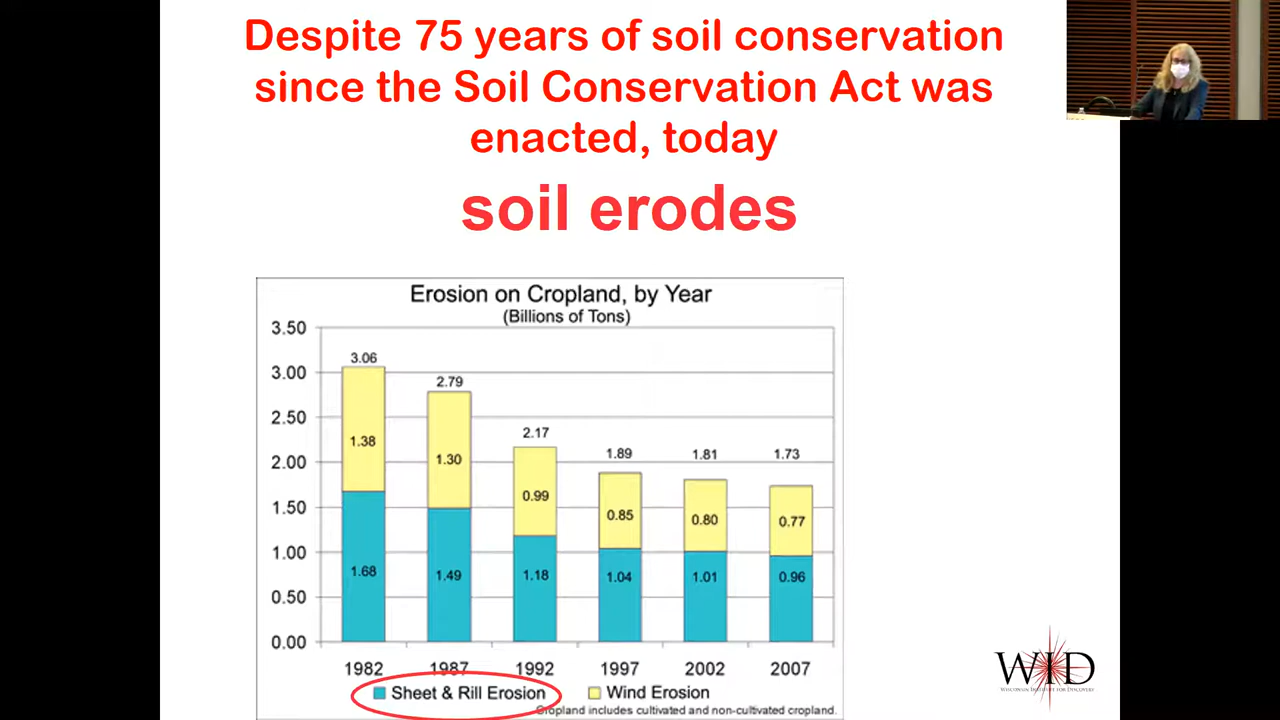 Despite 75 years of soil conservation
since the Soil Conservation Act was
enacted, today
soil erodes
Erosion on Cropland, by Year
(Billions of Tons)
3.50
3.00
2.50
2.00
1.50
1.00
0.50
0.00
3.06
2.79
2.17
1.89
1.81
1.73
1.38
1.30
0.99
0.85
0.80
0.77
1.68
1.49
1.18
1.04
1.01
0.96
1982
1987
1992
1997
2002
2007
Sheet & Rill Erosion
Wind Erosion
Cropland includes cultivated and non-cultivated cropland.
WID
WISCONSIN INSTITUTE FOR DISCOVERY